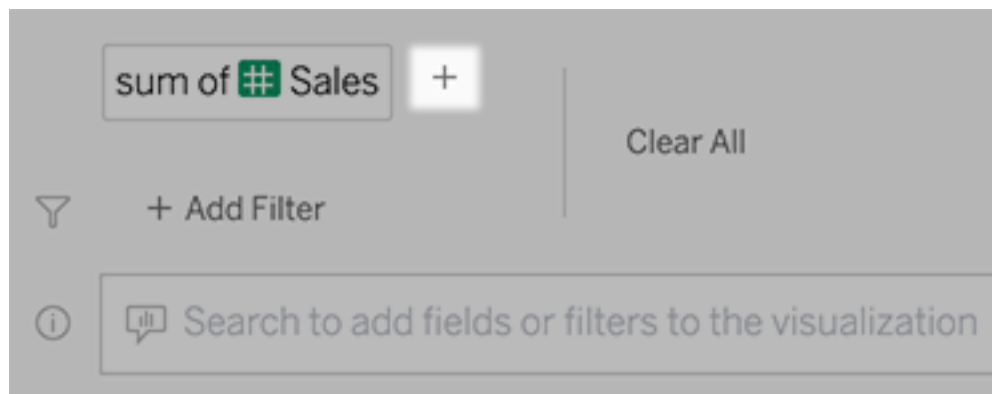 sum of # Sales +
Clear All
+ Add Filter
Search to add fields or filters to the visualization